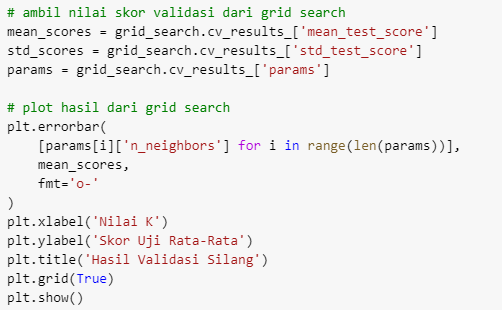 # ambil nilai skor validasi dari grid search
mean_scores = grid_search.cv_results_['mean_test_score']
std_scores = grid_search.cv_results_['std_test_score']
params = grid_search.cv_results_['params']

# plot hasil dari grid search
plt.errorbar(
    [params[i]['n_neighbors'] for i in range(len(params))],
    mean_scores,
    fmt='o-'
)
plt.xlabel('Nilai K')
plt.ylabel('Skor Uji Rata-Rata')
plt.title('Hasil Validasi Silang')
plt.grid(True)
plt.show()